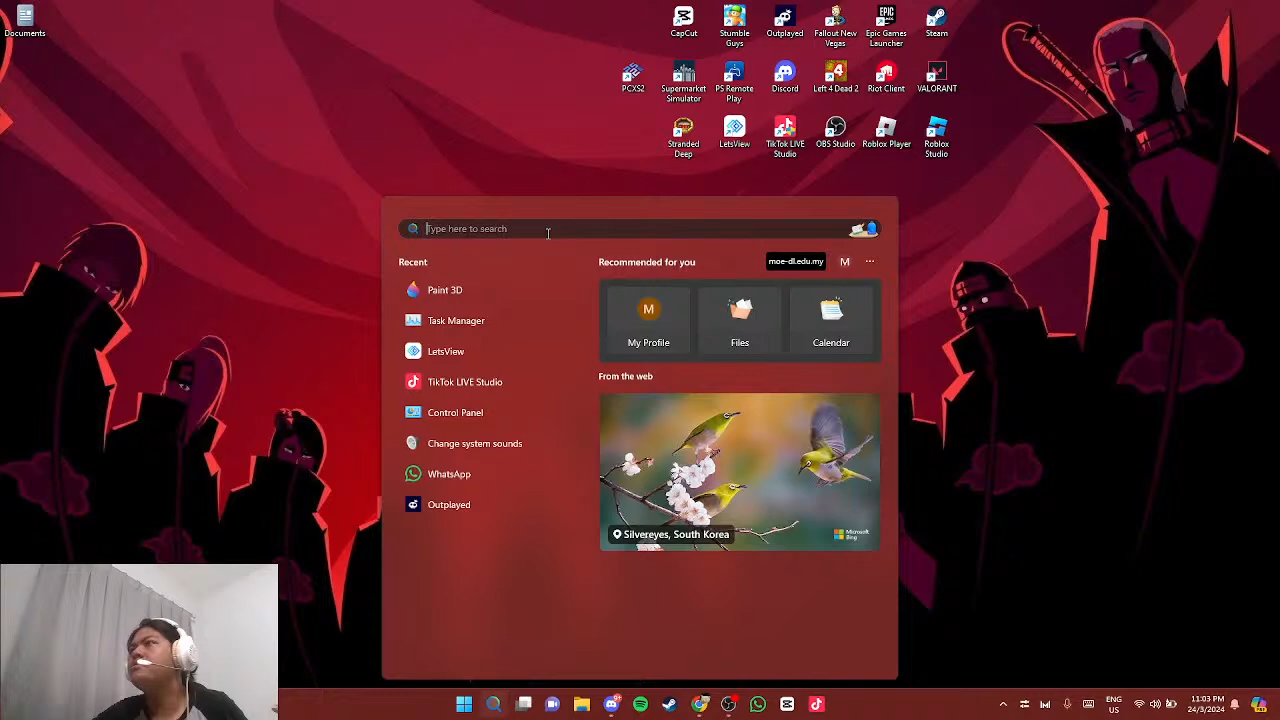 Documents
CapCut
Stumble
Guys
Outplayed
Fallout New
Vegas
Epic Games
Launcher
Steam
PCXS2
Supermarket
Simulator
PS Remote
Play
Discord
Left 4 Dead 2
Riot Client
VALORANT
Stranded
Deep
LetsView
TikTok LIVE
Studio
OBS Studio
Roblox Player
Roblox
Studio
Type here to search
Recent
Paint 3D
Task Manager
LetsView
TikTok LIVE Studio
Control Panel
Change system sounds
WhatsApp
Outplayed
Recommended for you
moe-dl.edu.my
M
M
My Profile
Files
Calendar
From the web
Silvereyes, South Korea
Microsoft
Bing
ENG
US
11:03 PM
24/3/2024